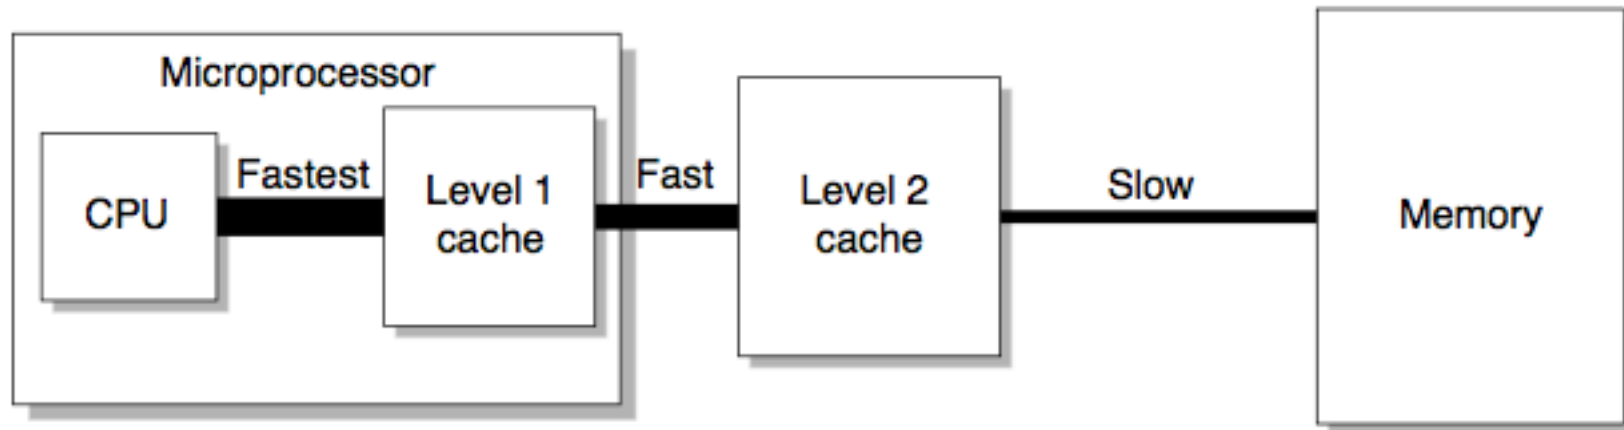 Microprocessor
CPU
Fastest
Level 1
cache
Fast
Level 2
cache
Slow
Memory